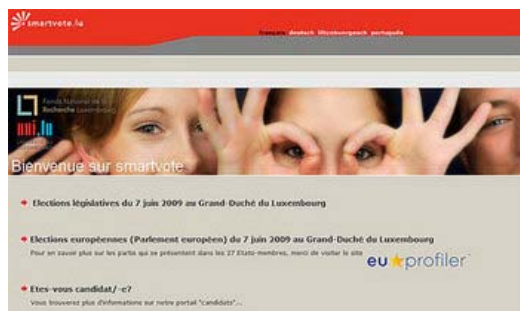 smartvote.lu
français deutsch lëtzebuergesch português
Fonds National de la
Recherche Luxembourg
uni.lu
Bienvenue sur smartvote
Elections législatives du 7 juin 2009 au Grand-Duché du Luxembourg
Elections européennes (Parlement européen) du 7 juin 2009 au Grand-Duché du Luxembourg
Pour en savoir plus sur les partis qui se présentent dans les 27 Etats-membres, merci de visiter le site
eu profiler
Etes-vous candidat/-e?
Vous trouverez plus d'informations sur notre portail "candidats"...